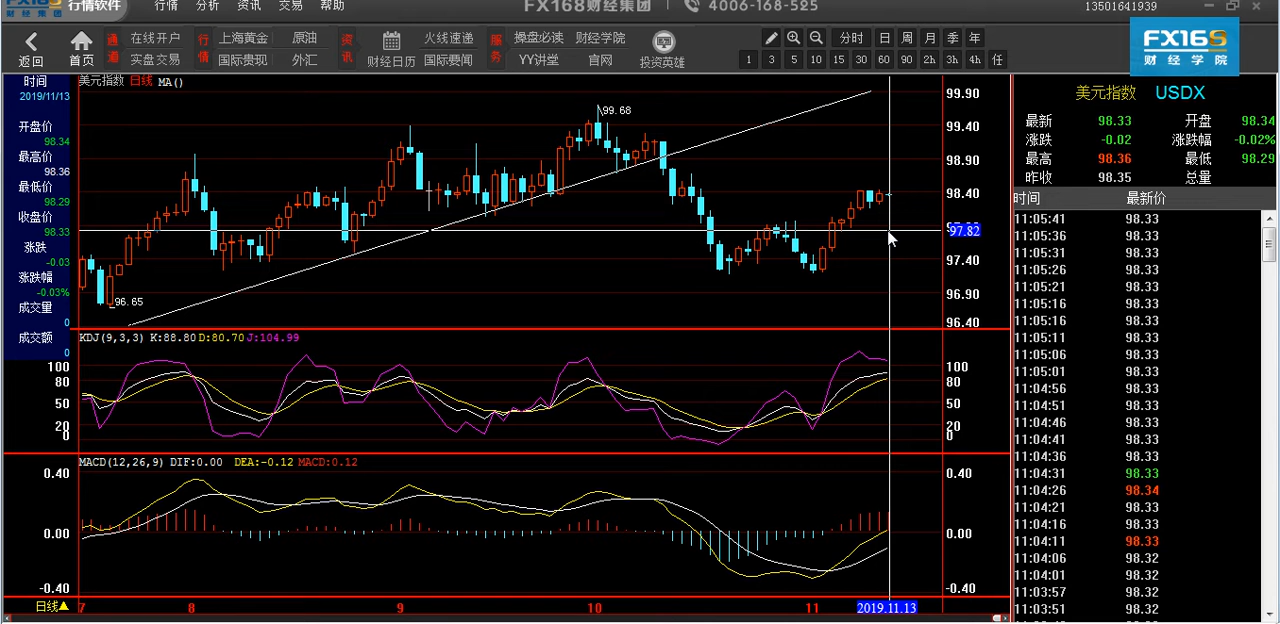 FX168 行情软件 行情 分析 资讯 交易 帮助 FX168财经集团 4006-168-525 13501641939
财经集团
返回 首页 通道 在线开户 行情 上海黄金 原油 资讯 财经日历 火线速递 服务 操盘必读 财经学院 投资英雄 分时 日 周 月 季 年
实盘交易 国际贵现 外汇 国际要闻 YY讲堂 官网 1 3 5 10 15 30 60 90 2h 3h 4h 任
FX168
财经学院
时间
2019/11/13
开盘价
98.34
最高价
98.36
最低价
98.29
收盘价
98.33
涨跌
-0.03
涨跌幅
-0.03%
成交量
0
成交额
0
美元指数 日线 MA()
99.68
96.65
99.90
99.40
98.90
98.40
97.82
97.40
96.90
96.40
KDJ(9,3,3) K:88.80 D:80.70 J:104.99
100
80
50
20
0
100
80
50
20
0
MACD(12,26,9) DIF:0.00 DEA:-0.12 MACD:0.12
0.40
0.00
-0.40
0.40
0.00
-0.40
日线▲ 7 8 9 10 11 2019.11.13
美元指数 USDX
最新 98.33 开盘 98.34
涨跌 -0.02 涨跌幅 -0.02%
最高 98.36 最低 98.29
昨收 98.35 总量
时间 最新价
11:05:41 98.33
11:05:36 98.33
11:05:31 98.33
11:05:26 98.33
11:05:21 98.33
11:05:16 98.33
11:05:16 98.33
11:05:11 98.33
11:05:06 98.33
11:05:01 98.33
11:04:56 98.33
11:04:51 98.33
11:04:46 98.33
11:04:41 98.33
11:04:36 98.33
11:04:31 98.33
11:04:26 98.34
11:04:21 98.33
11:04:16 98.33
11:04:11 98.33
11:04:06 98.32
11:04:01 98.32
11:03:57 98.32
11:03:51 98.32